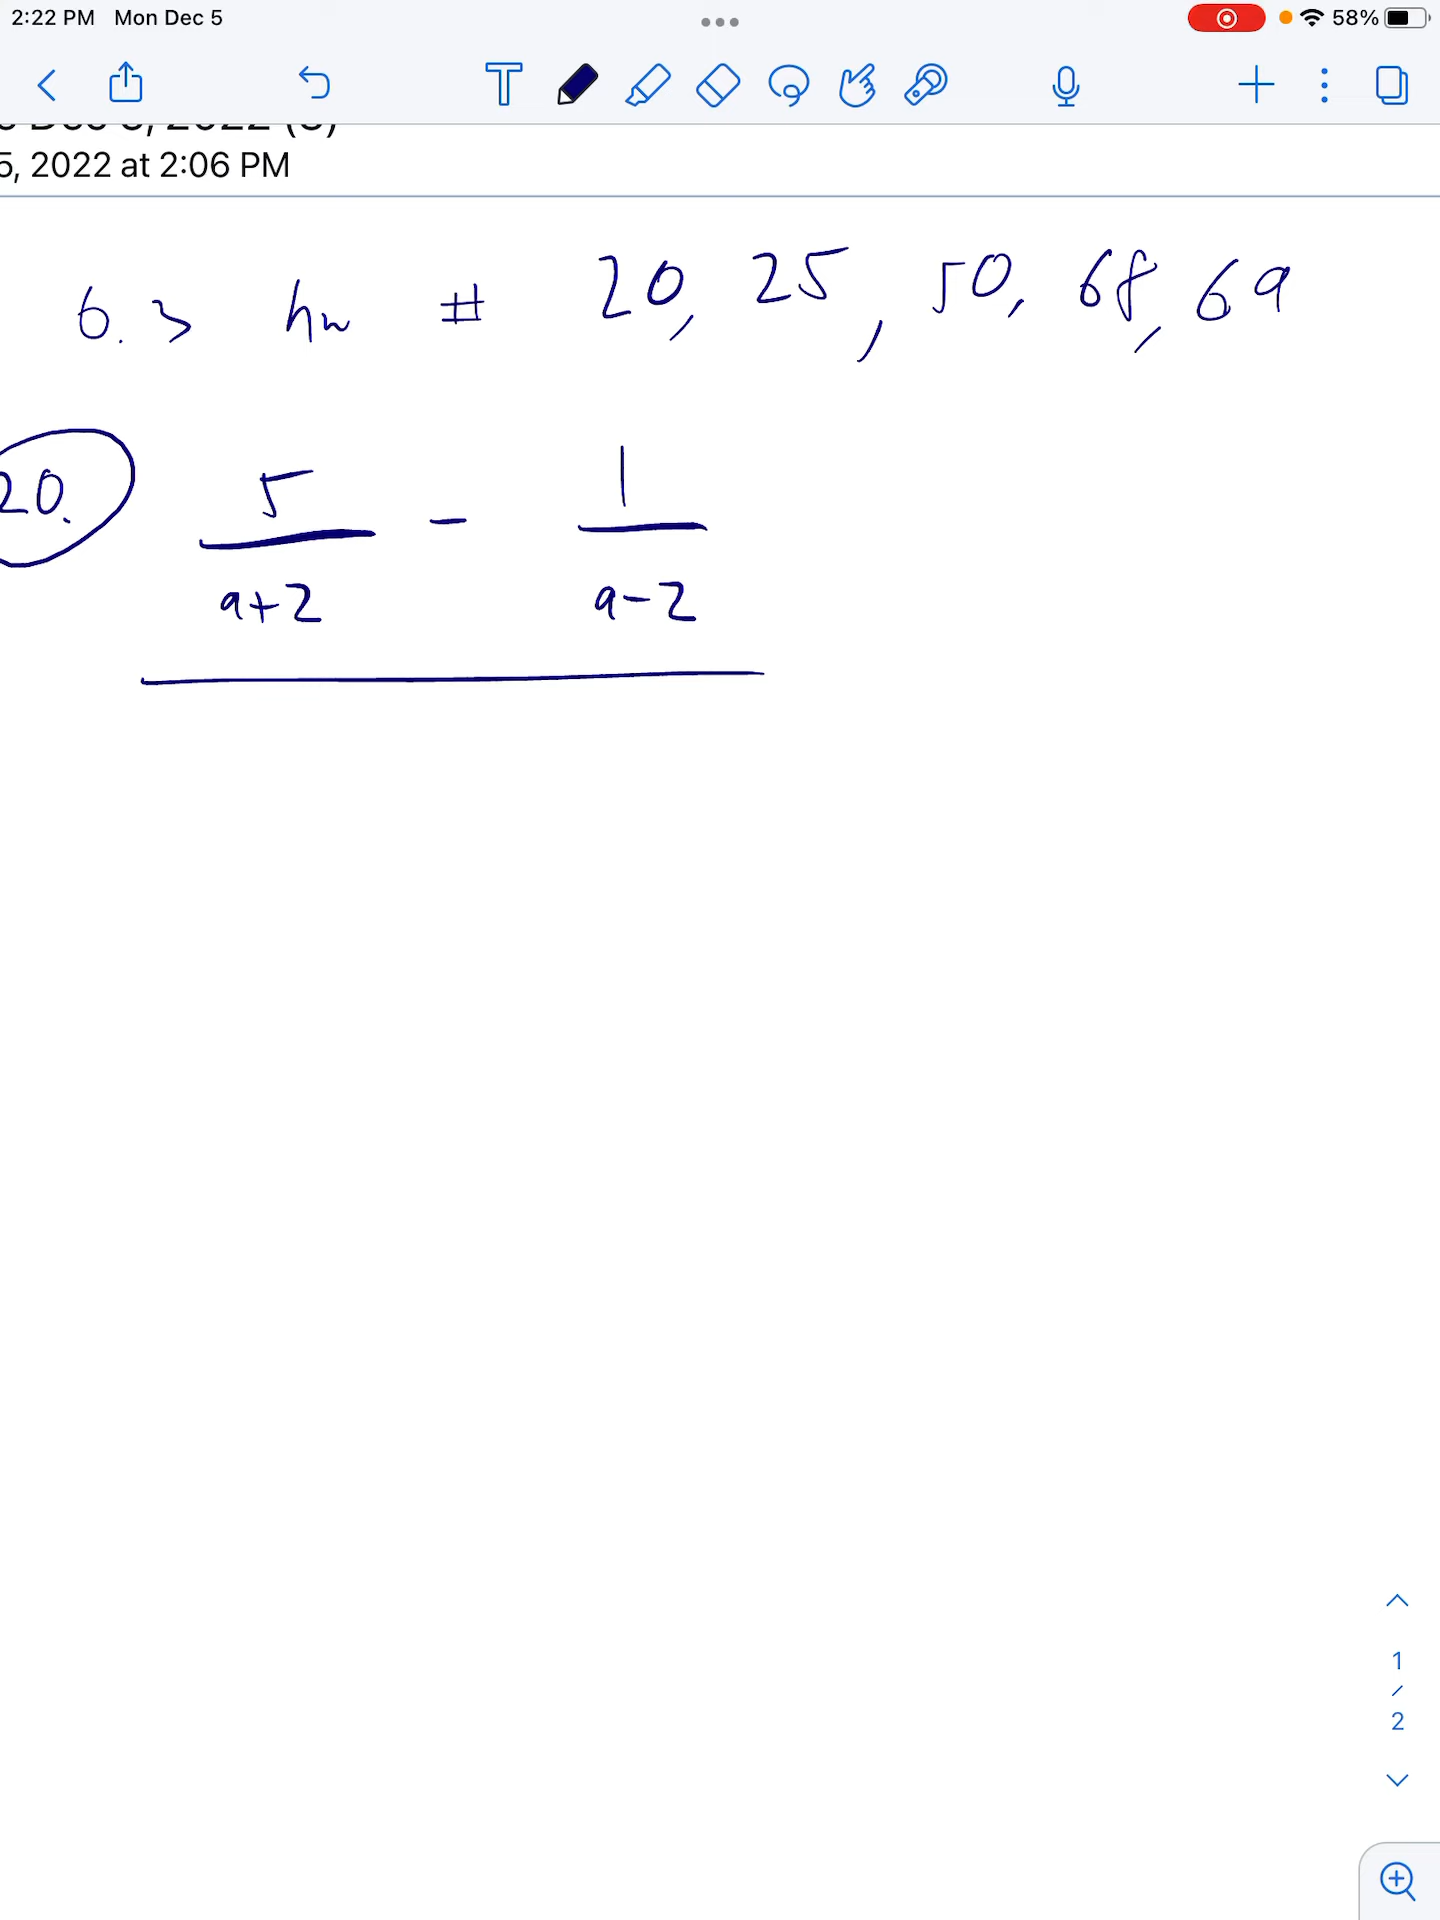 2:22 PM Mon Dec 5
58%
5, 2022 at 2:06 PM
6.3 hw # 20, 25, 50, 68, 69
20.
5 - 1
a+2 a-2
1
/
2